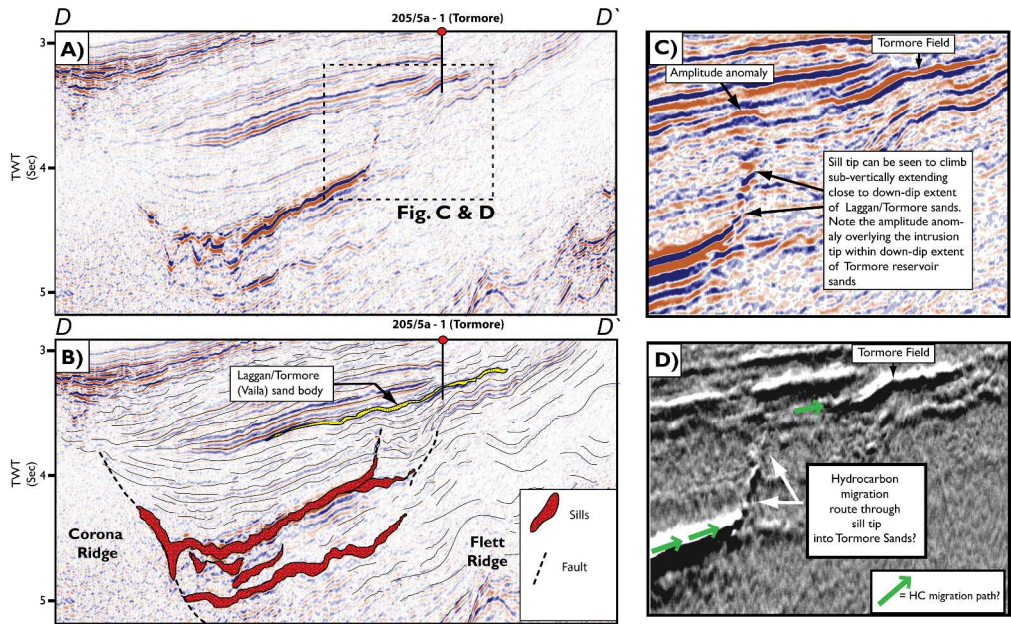 D
D`
205/5a - 1 (Tormore)
A)
3
4
5
TWT
(Sec)
Fig. C & D
C)
Tormore Field
Amplitude anomaly
Sill tip can be seen to climb
sub-vertically extending
close to down-dip extent
of Laggan/Tormore sands.
Note the amplitude anom-
aly overlying the intrusion
tip within down-dip extent
of Tormore reservoir
sands
D
D`
205/5a - 1 (Tormore)
B)
3
4
5
TWT
(Sec)
Laggan/Tormore
(Vaila) sand body
Corona
Ridge
Flett
Ridge
Sills
Fault
D)
Tormore Field
Hydrocarbon
migration
route through
sill tip
into Tormore Sands?
= HC migration path?